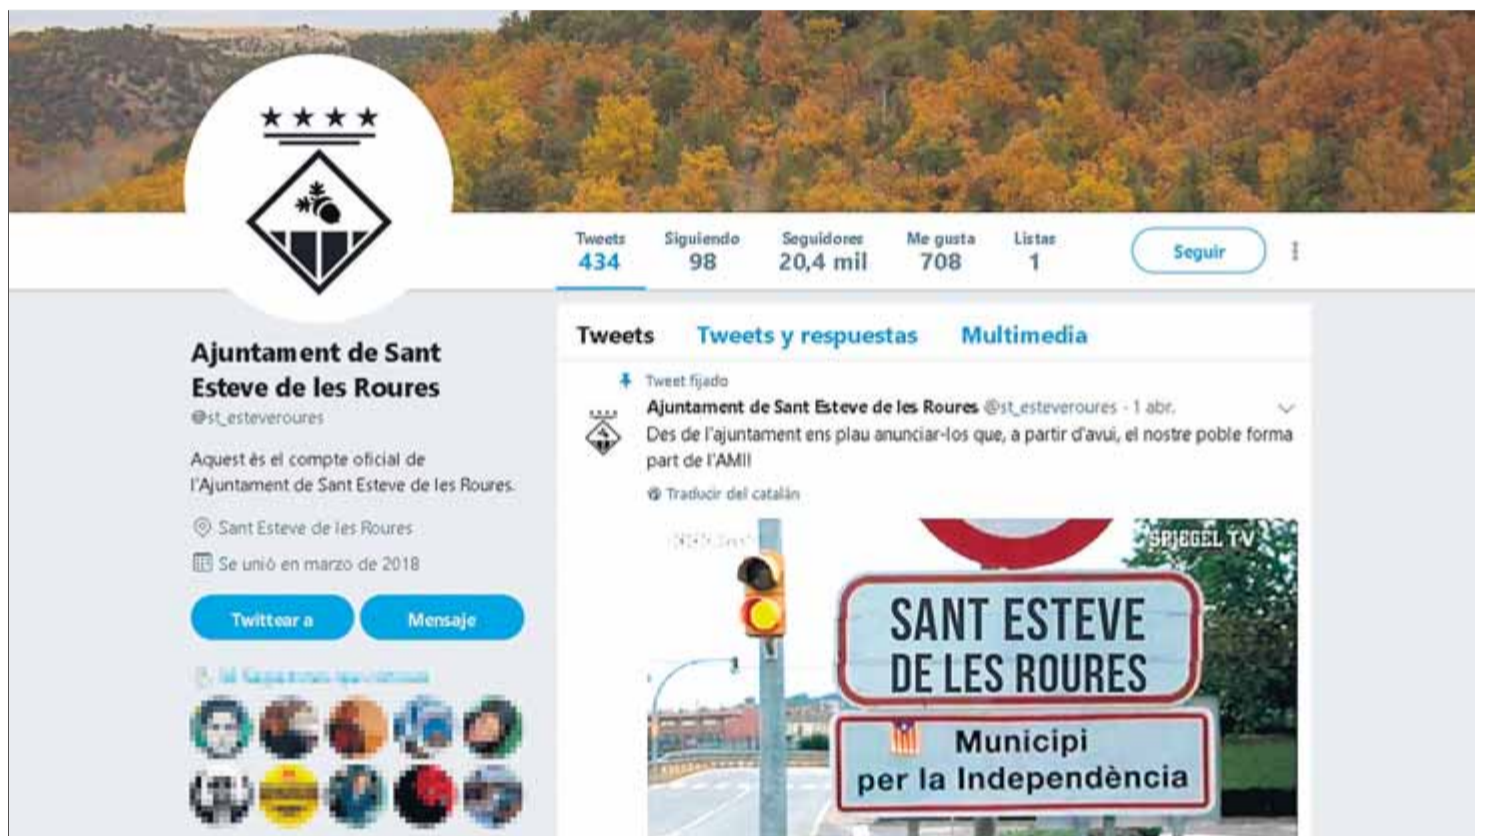 Tweets Siguiendo Seguidores Me gusta Listas
434 98 20,4 mil 708 1
Seguir
Ajuntament de Sant
Esteve de les Roures
@st_esteveroures
Aquest és el compte oficial de
l'Ajuntament de Sant Esteve de les Roures.
Sant Esteve de les Roures
Se unió en marzo de 2018
Twittear a Mensaje
Tweets Tweets y respuestas Multimedia
Tweet fijado
Ajuntament de Sant Esteve de les Roures @st_esteveroures - 1 abr.
Des de l'ajuntament ens plau anunciar-los que, a partir d'avui, el nostre poble forma
part de l'AMI!
Traducir del catalán
SPIEGEL TV
SANT ESTEVE
DE LES ROURES
Municipi
per la Independència